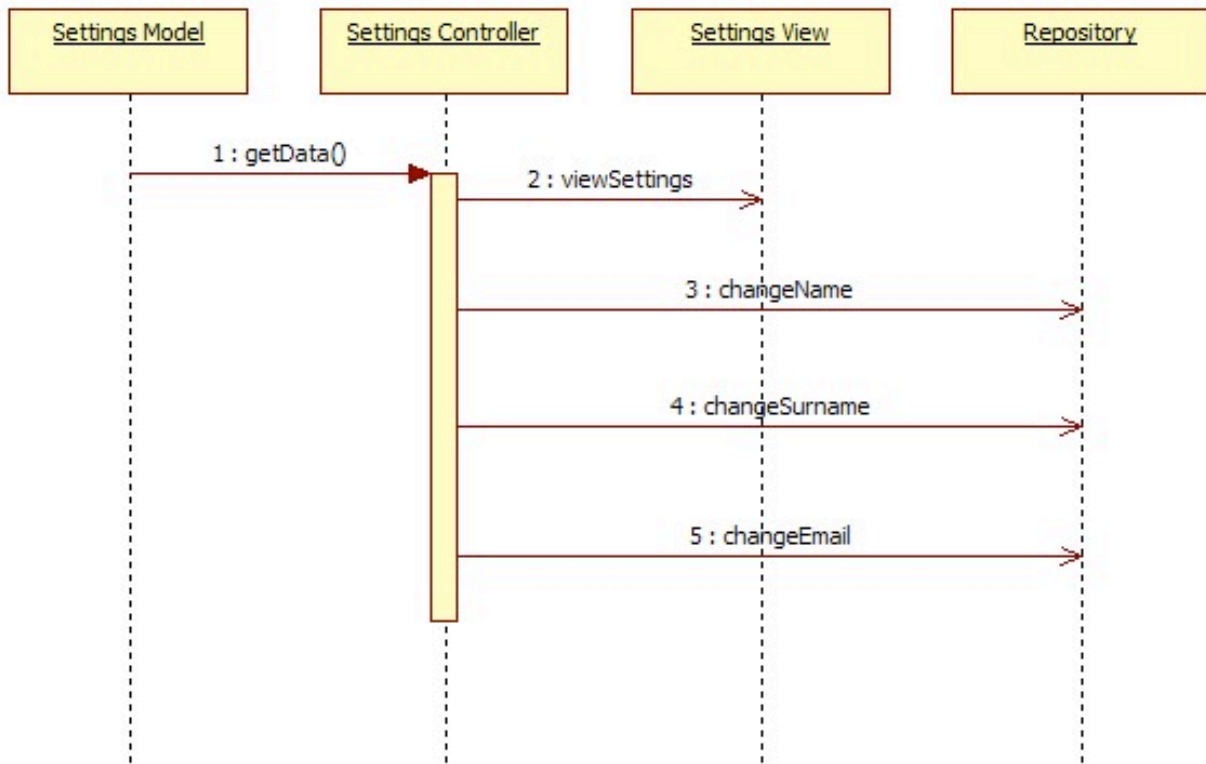 Settings Model
Settings Controller
Settings View
Repository
1 : getData()
2 : viewSettings
3 : changeName
4 : changeSurname
5 : changeEmail